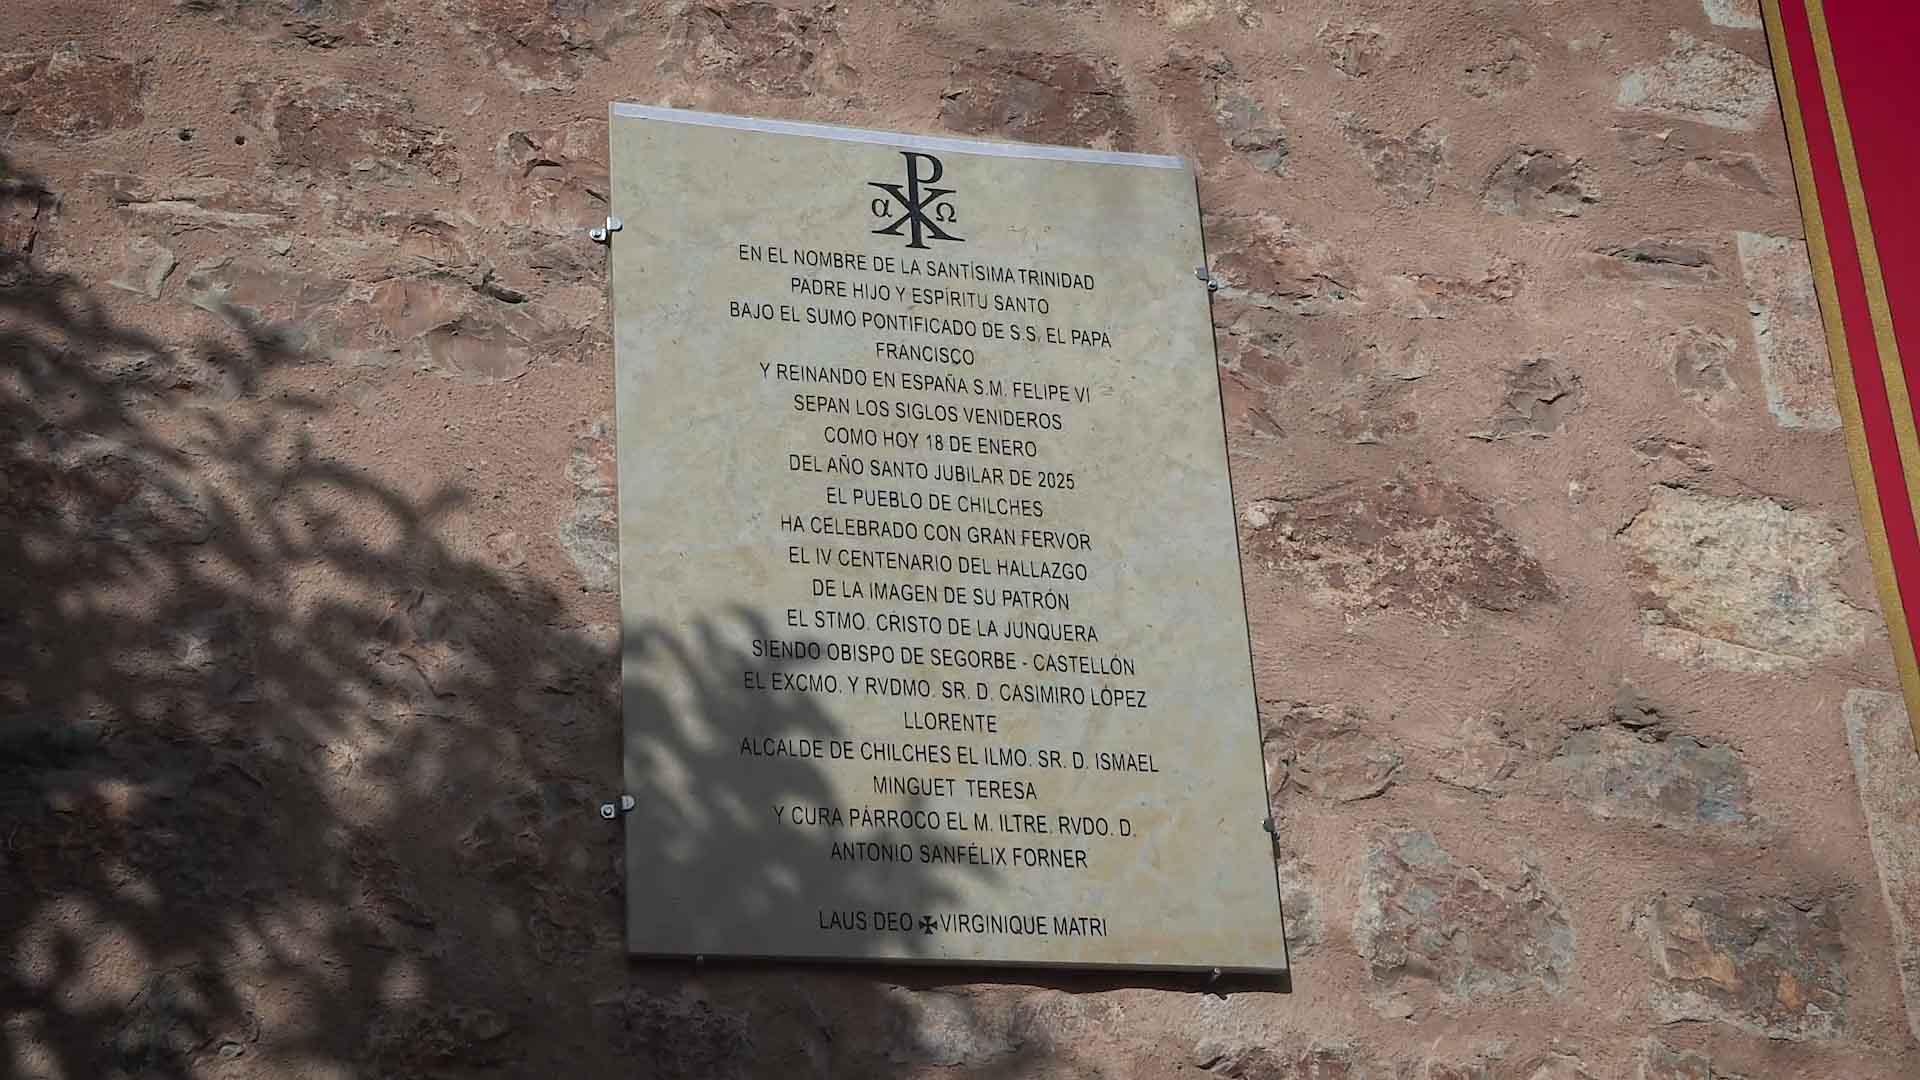 α Ω
EN EL NOMBRE DE LA SANTÍSIMA TRINIDAD
PADRE HIJO Y ESPÍRITU SANTO
BAJO EL SUMO PONTIFICADO DE S.S. EL PAPA
FRANCISCO
Y REINANDO EN ESPAÑA S.M. FELIPE VI
SEPAN LOS SIGLOS VENIDEROS
COMO HOY 18 DE ENERO
DEL AÑO SANTO JUBILAR DE 2025
EL PUEBLO DE CHILCHES
HA CELEBRADO CON GRAN FERVOR
EL IV CENTENARIO DEL HALLAZGO
DE LA IMAGEN DE SU PATRÓN
EL STMO. CRISTO DE LA JUNQUERA
SIENDO OBISPO DE SEGORBE - CASTELLÓN
EL EXCMO. Y RVDMO. SR. D. CASIMIRO LÓPEZ
LLORENTE
ALCALDE DE CHILCHES EL ILMO. SR. D. ISMAEL
MINGUET TERESA
Y CURA PÁRROCO EL M. ILTRE. RVDO. D.
ANTONIO SANFÉLIX FORNER
LAUS DEO ✠ VIRGINIQUE MATRI